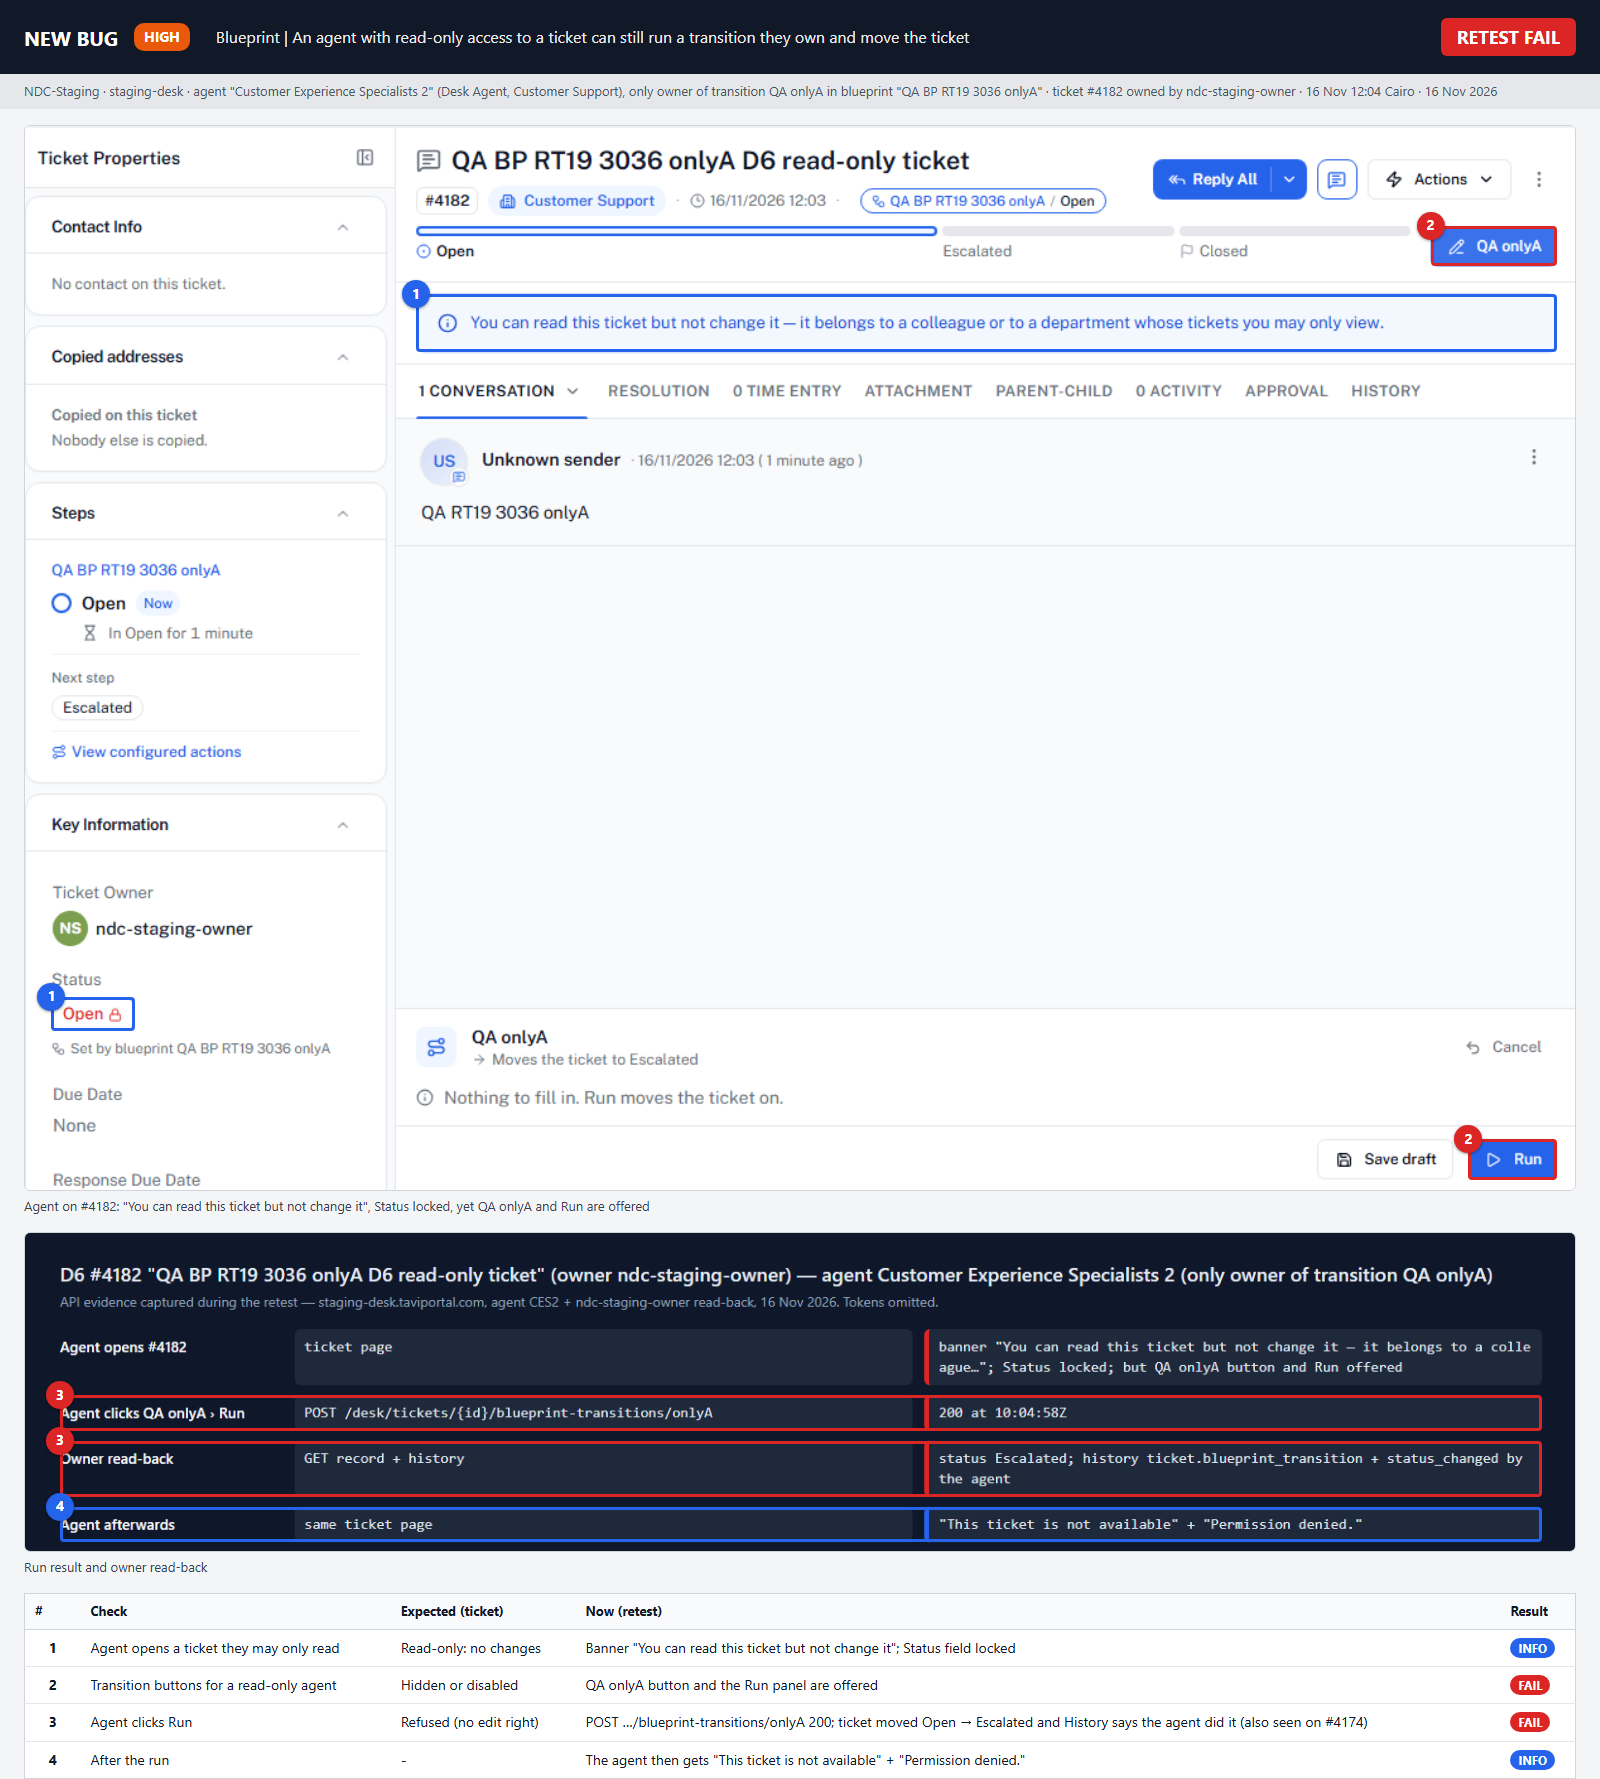 NEW BUG HIGH Blueprint | An agent with read-only access to a ticket can still run a transition they own and move the ticket RETEST FAIL
NDC-Staging · staging-desk · agent "Customer Experience Specialists 2" (Desk Agent, Customer Support), only owner of transition QA onlyA in blueprint "QA BP RT19 3036 onlyA" · ticket #4182 owned by ndc-staging-owner · 16 Nov 12:04 Cairo · 16 Nov 2026
Ticket Properties
Contact Info
No contact on this ticket.
Copied addresses
Copied on this ticket
Nobody else is copied.
Steps
QA BP RT19 3036 onlyA
Open Now
In Open for 1 minute
Next step
Escalated
View configured actions
Key Information
Ticket Owner
NS ndc-staging-owner
Status
1
Open
Set by blueprint QA BP RT19 3036 onlyA
Due Date
None
Response Due Date
QA BP RT19 3036 onlyA D6 read-only ticket
#4182 Customer Support · 16/11/2026 12:03 · QA BP RT19 3036 onlyA / Open
Reply All Actions
Open Escalated Closed
2
QA onlyA
1
You can read this ticket but not change it — it belongs to a colleague or to a department whose tickets you may only view.
1 CONVERSATION RESOLUTION 0 TIME ENTRY ATTACHMENT PARENT-CHILD 0 ACTIVITY APPROVAL HISTORY
US Unknown sender · 16/11/2026 12:03 ( 1 minute ago )
QA RT19 3036 onlyA
QA onlyA
→ Moves the ticket to Escalated
Cancel
Nothing to fill in. Run moves the ticket on.
2
Save draft Run
Agent on #4182: "You can read this ticket but not change it", Status locked, yet QA onlyA and Run are offered
D6 #4182 "QA BP RT19 3036 onlyA D6 read-only ticket" (owner ndc-staging-owner) — agent Customer Experience Specialists 2 (only owner of transition QA onlyA)
API evidence captured during the retest — staging-desk.taviportal.com, agent CES2 + ndc-staging-owner read-back, 16 Nov 2026. Tokens omitted.
Agent opens #4182 ticket page banner "You can read this ticket but not change it — it belongs to a colle
ague…"; Status locked; but QA onlyA button and Run offered
3
Agent clicks QA onlyA › Run POST /desk/tickets/{id}/blueprint-transitions/onlyA 200 at 10:04:58Z
3
Owner read-back GET record + history status Escalated; history ticket.blueprint_transition + status_changed by
the agent
4
Agent afterwards same ticket page "This ticket is not available" + "Permission denied."
Run result and owner read-back
# Check Expected (ticket) Now (retest) Result
1 Agent opens a ticket they may only read Read-only: no changes Banner "You can read this ticket but not change it"; Status field locked INFO
2 Transition buttons for a read-only agent Hidden or disabled QA onlyA button and the Run panel are offered FAIL
3 Agent clicks Run Refused (no edit right) POST …/blueprint-transitions/onlyA 200; ticket moved Open → Escalated and History says the agent did it (also seen on #4174) FAIL
4 After the run - The agent then gets "This ticket is not available" + "Permission denied." INFO